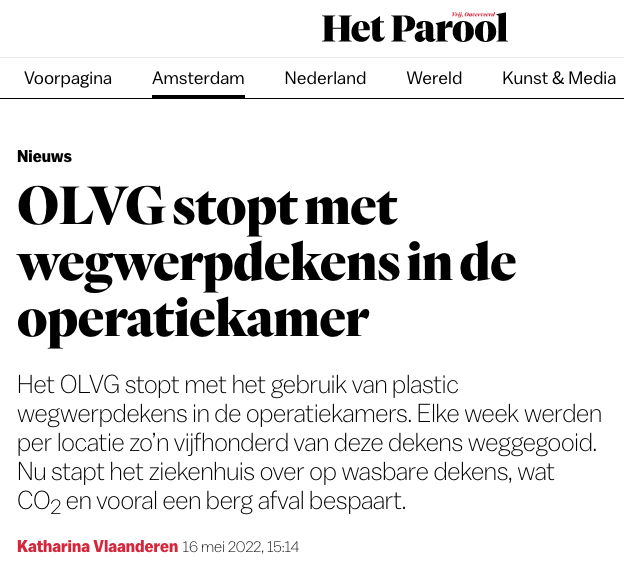 Vrij, Onverveerd
Het Parool
Voorpagina Amsterdam Nederland Wereld Kunst & Media
Nieuws
OLVG stopt met
wegwerpdekens in de
operatiekamer
Het OLVG stopt met het gebruik van plastic
wegwerpdekens in de operatiekamers. Elke week werden
per locatie zo’n vijfhonderd van deze dekens weggegooid.
Nu stapt het ziekenhuis over op wasbare dekens, wat
CO2 en vooral een berg afval bespaart.
Katharina Vlaanderen 16 mei 2022, 15:14